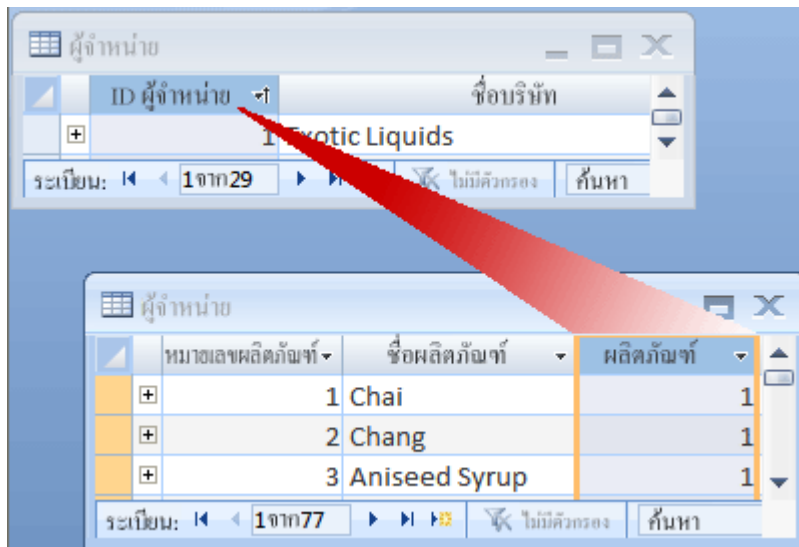 ผู้จำหน่าย
ID ผู้จำหน่าย ชื่อบริษัท
1 Exotic Liquids
ระเบียน: 1จาก29 ไม่มีตัวกรอง ค้นหา
ผู้จำหน่าย
หมายเลขผลิตภัณฑ์ ชื่อผลิตภัณฑ์ ผลิตภัณฑ์
1 Chai 1
2 Chang 1
3 Aniseed Syrup 1
ระเบียน: 1จาก77 ไม่มีตัวกรอง ค้นหา